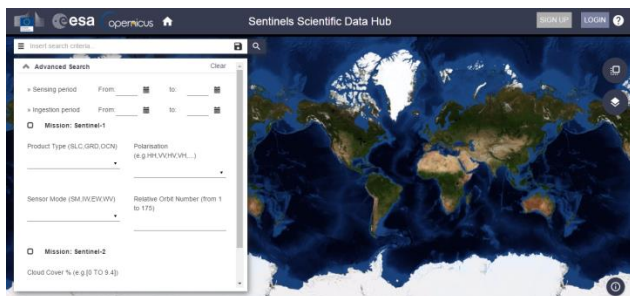 esa
opernicus
Sentinels Scientific Data Hub
SIGN UP
LOGIN
?
Insert search criteria...
Advanced Search
Clear
» Sensing period From: to:
» Ingestion period From: to:
Mission: Sentinel-1
Product Type (SLC,GRD,OCN)
Polarisation
(e.g.HH,VV,HV,VH,...)
Sensor Mode (SM,IW,EW,WV)
Relative Orbit Number (from 1
to 175)
Mission: Sentinel-2
Cloud Cover % (e.g.[0 TO 9.4])